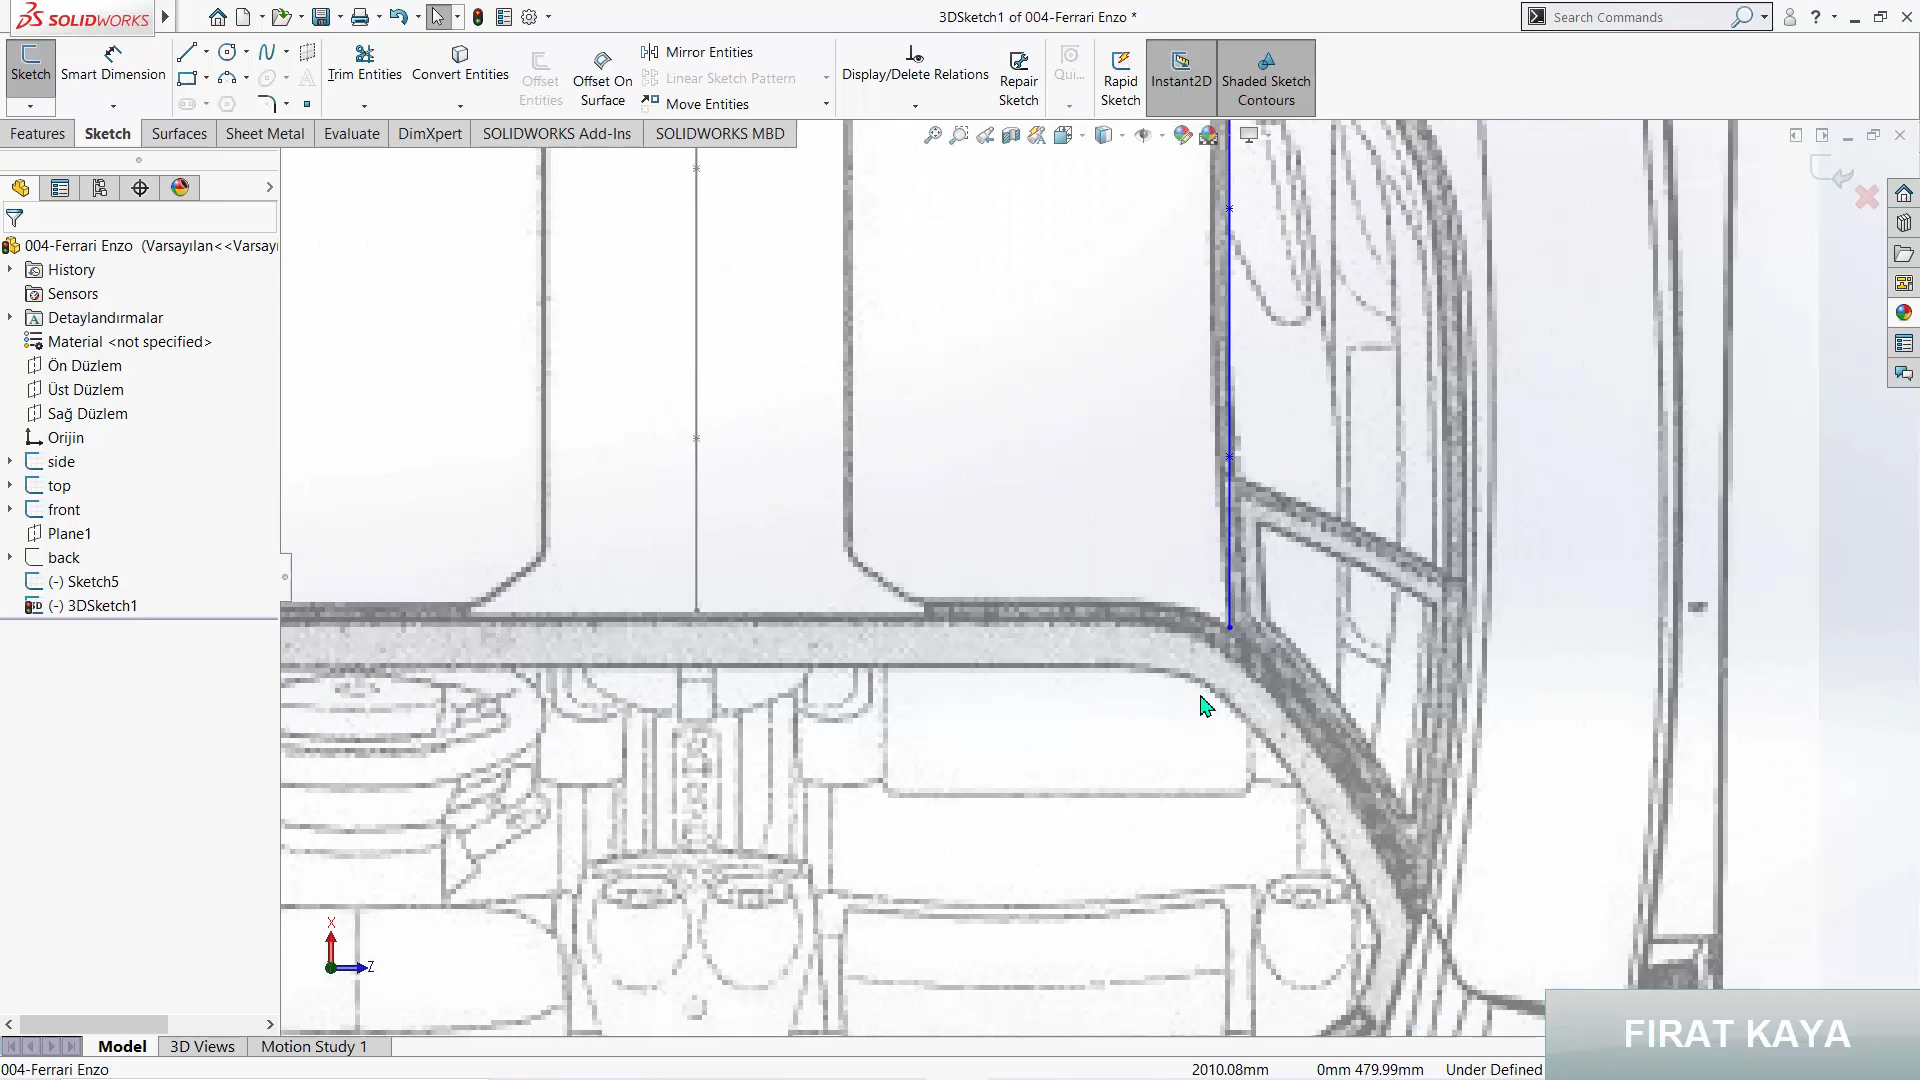 SOLIDWORKS
3DSketch1 of 004-Ferrari Enzo *
Search Commands
Sketch
Smart Dimension
Trim Entities
Convert Entities
Offset Entities
Offset On Surface
Mirror Entities
Linear Sketch Pattern
Move Entities
Display/Delete Relations
Repair Sketch
Qui...
Rapid Sketch
Instant2D
Shaded Sketch Contours
Features
Sketch
Surfaces
Sheet Metal
Evaluate
DimXpert
SOLIDWORKS Add-Ins
SOLIDWORKS MBD
004-Ferrari Enzo (Varsayılan<<Varsayı
History
Sensors
Detaylandırmalar
Material <not specified>
Ön Düzlem
Üst Düzlem
Sağ Düzlem
Orijin
side
top
front
Plane1
back
(-) Sketch5
(-) 3DSketch1
X
Z
Model
3D Views
Motion Study 1
FIRAT KAYA
004-Ferrari Enzo
2010.08mm
0mm 479.99mm
Under Defined